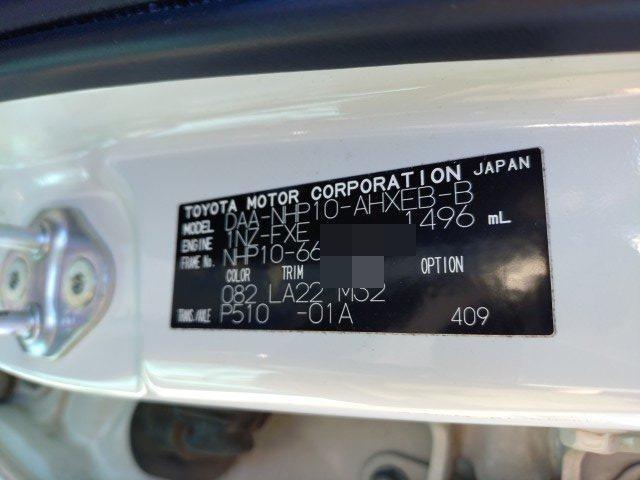 TOYOTA MOTOR CORPORATION JAPAN
MODEL DAA-NHP10-AHXEB-B
ENGINE 1NZ-FXE 1496 mL
FRAME No. NHP10-66
COLOR TRIM OPTION
082 LA22 M52
TRANS./AXLE P510 -01A 409